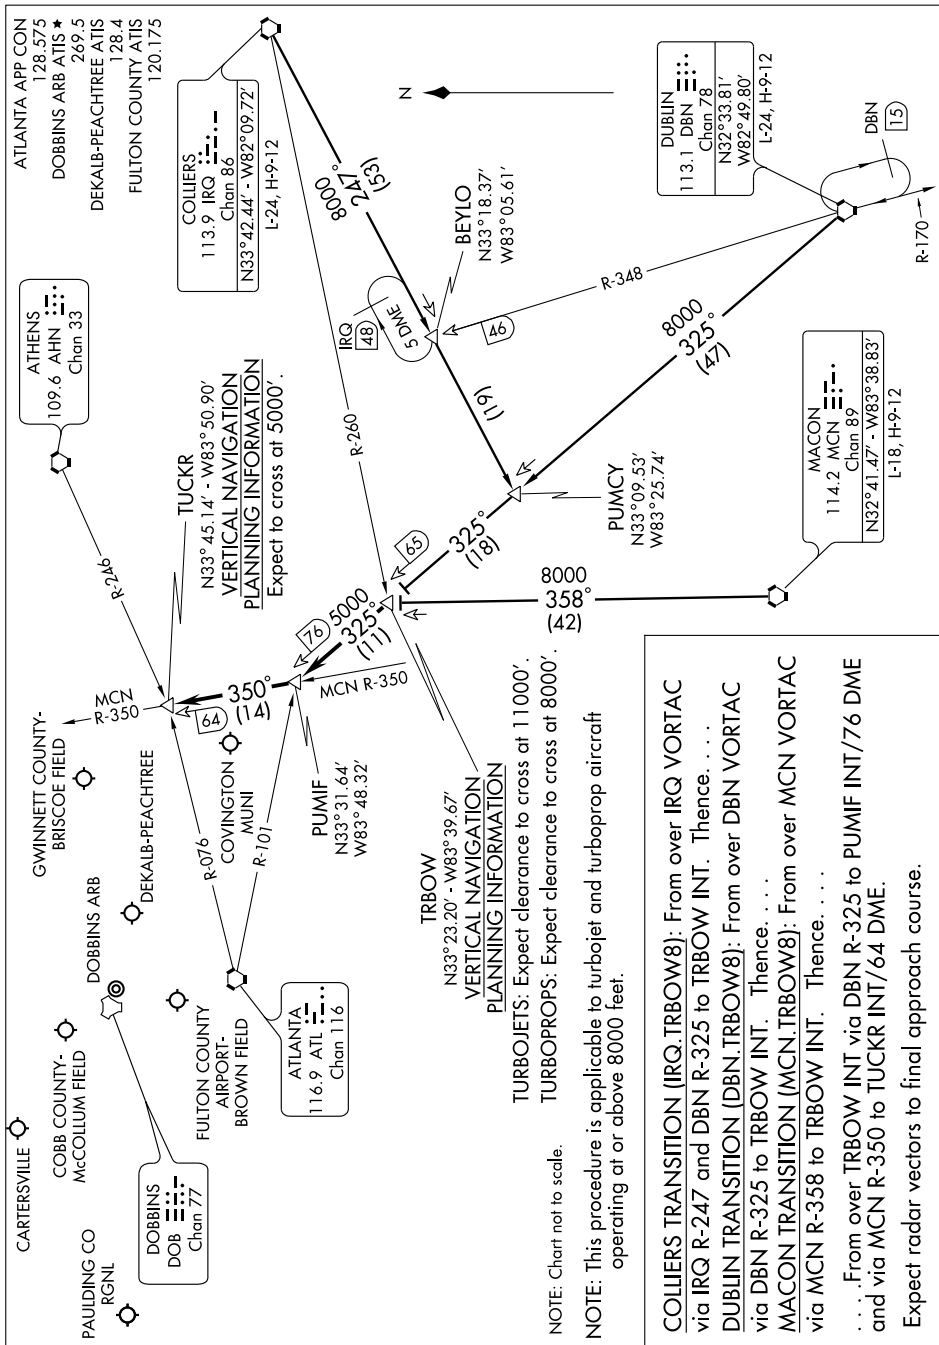 ATLANTA APP CON
128.575
DOBBINS ARB ATIS ★
269.5
DEKALB-PEACHTREE ATIS
128.4
FULTON COUNTY ATIS
120.175
CARTERSVILLE
COBB COUNTY-
McCOLLUM FIELD
PAULDING CO
RGNL
DOBBINS ARB
DOBBINS
DOB
Chan 77
GWINNETT COUNTY-
BRISCOE FIELD
DEKALB-PEACHTREE
FULTON COUNTY
AIRPORT-
BROWN FIELD
COVINGTON
MUNI
ATLANTA
116.9 ATL
Chan 116
R-076
R-101
MCN
R-350
ATHENS
109.6 AHN
Chan 33
R-246
TUCKR
N33°45.14' - W83°50.90'
VERTICAL NAVIGATION
PLANNING INFORMATION
Expect to cross at 5000'.
64
350°
(14)
PUMIF
N33°31.64'
W83°48.32'
MCN R-350
76
5000
325°
(11)
TRBOW
N33°23.20' - W83°39.67'
VERTICAL NAVIGATION
PLANNING INFORMATION
TURBOJETS: Expect clearance to cross at 11000'.
TURBOPROPS: Expect clearance to cross at 8000'.
65
325°
(18)
COLLIERS
113.9 IRQ
Chan 86
N33°42.44' - W82°09.72'
L-24, H-9-12
R-260
8000
247°
(53)
IRQ
48
5 DME
BEYLO
N33°18.37'
W83°05.61'
46
R-348
(19)
PUMCY
N33°09.53'
W83°25.74'
N
8000
325°
(47)
DUBLIN
113.1 DBN
Chan 78
N32°33.81'
W82°49.80'
L-24, H-9-12
DBN
15
R-170
8000
358°
(42)
MACON
114.2 MCN
Chan 89
N32°41.47' - W83°38.83'
L-18, H-9-12
NOTE: Chart not to scale.
NOTE: This procedure is applicable to turbojet and turboprop aircraft
operating at or above 8000 feet.
COLLIERS TRANSITION (IRQ.TRBOW8): From over IRQ VORTAC
via IRQ R-247 and DBN R-325 to TRBOW INT. Thence. . . .
DUBLIN TRANSITION (DBN.TRBOW8): From over DBN VORTAC
via DBN R-325 to TRBOW INT. Thence. . . .
MACON TRANSITION (MCN.TRBOW8): From over MCN VORTAC
via MCN R-358 to TRBOW INT. Thence. . . .
. . . .From over TRBOW INT via DBN R-325 to PUMIF INT/76 DME
and via MCN R-350 to TUCKR INT/64 DME.
Expect radar vectors to final approach course.